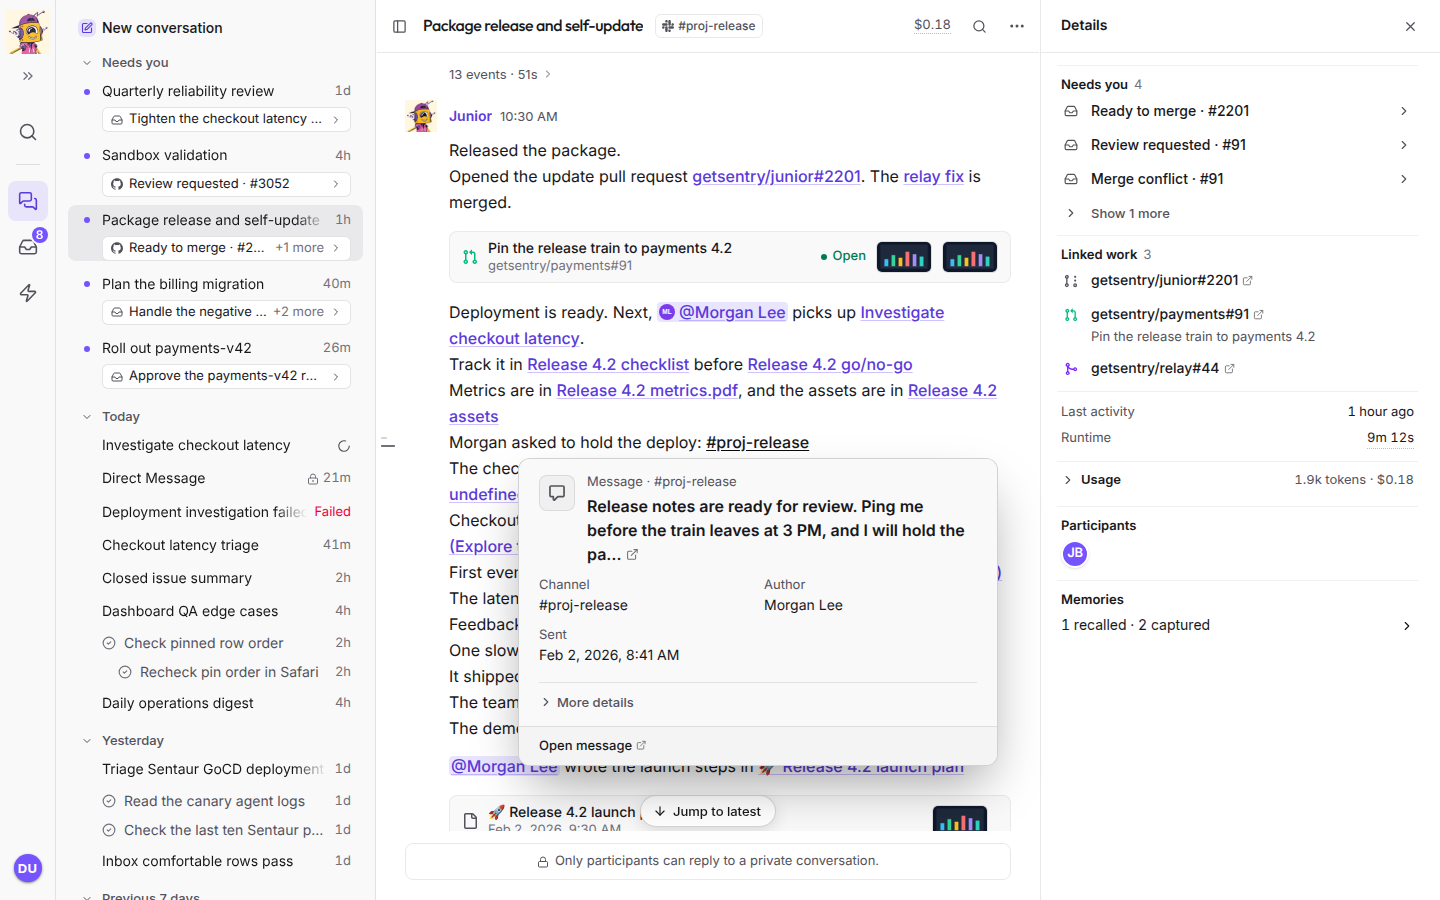 New conversation
Needs you
Quarterly reliability review 1d
Tighten the checkout latency ...
Sandbox validation 4h
Review requested · #3052
Package release and self-update 1h
Ready to merge · #2... +1 more
Plan the billing migration 40m
Handle the negative ... +2 more
Roll out payments-v42 26m
Approve the payments-v42 r...
Today
Investigate checkout latency
Direct Message 21m
Deployment investigation failed Failed
Checkout latency triage 41m
Closed issue summary 2h
Dashboard QA edge cases 4h
Check pinned row order 2h
Recheck pin order in Safari 2h
Daily operations digest 4h
Yesterday
Triage Sentaur GoCD deployment 1d
Read the canary agent logs 1d
Check the last ten Sentaur p... 1d
Inbox comfortable rows pass 1d
Previous 7 days
8
DU
Package release and self-update #proj-release $0.18
13 events · 51s
Junior 10:30 AM
Released the package.
Opened the update pull request getsentry/junior#2201. The relay fix is
merged.
Pin the release train to payments 4.2
getsentry/payments#91
Open
Deployment is ready. Next, ML @Morgan Lee picks up Investigate
checkout latency.
Track it in Release 4.2 checklist before Release 4.2 go/no-go
Metrics are in Release 4.2 metrics.pdf, and the assets are in Release 4.2
assets
Morgan asked to hold the deploy: #proj-release
The chec
undefine
Checkout
(Explore
First ever )
The laten
Feedback
One slow
It shipped
The team
The demo
Message · #proj-release
Release notes are ready for review. Ping me
before the train leaves at 3 PM, and I will hold the
pa...
Channel Author
#proj-release Morgan Lee
Sent
Feb 2, 2026, 8:41 AM
More details
Open message
@Morgan Lee wrote the launch steps in 🚀 Release 4.2 launch plan
🚀 Release 4.2 launch
Feb 2, 2026, 9:30 AM
Jump to latest
Only participants can reply to a private conversation.
Details
Needs you 4
Ready to merge · #2201
Review requested · #91
Merge conflict · #91
Show 1 more
Linked work 3
getsentry/junior#2201
getsentry/payments#91
Pin the release train to payments 4.2
getsentry/relay#44
Last activity 1 hour ago
Runtime 9m 12s
Usage 1.9k tokens · $0.18
Participants
JB
Memories
1 recalled · 2 captured